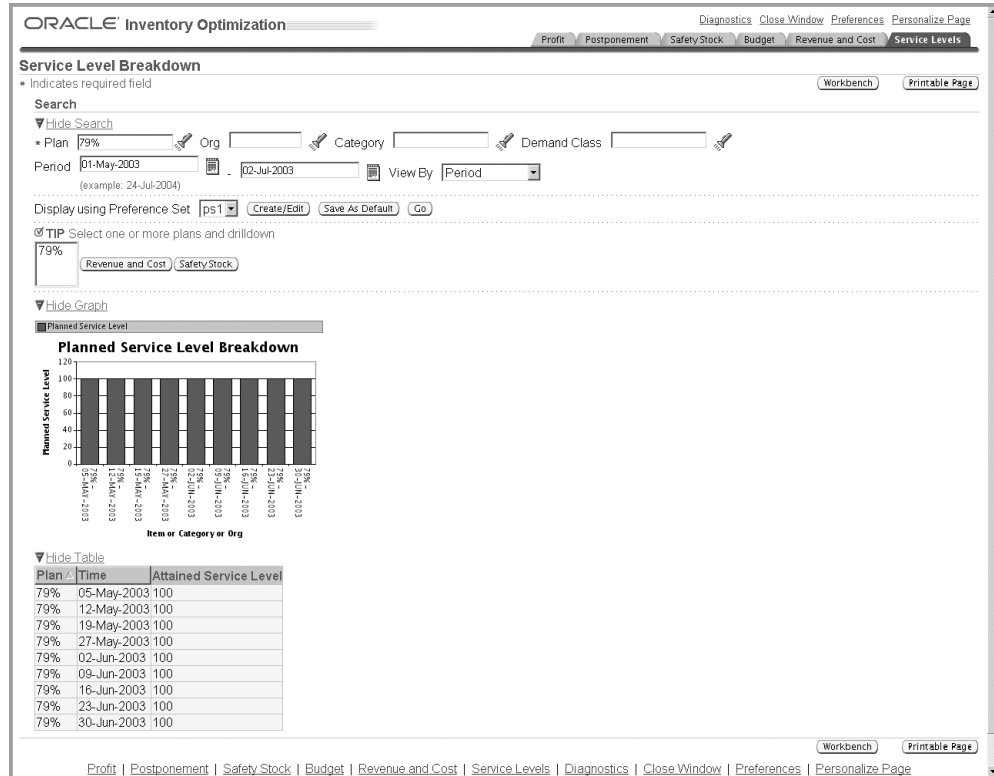 ORACLE Inventory Optimization
Diagnostics Close Window Preferences Personalize Page
Profit Postponement Safety Stock Budget Revenue and Cost Service Levels
Service Level Breakdown
* Indicates required field
Workbench Printable Page
Search
Hide Search
* Plan 79% Org Category Demand Class
Period 01-May-2003 - 02-Jul-2003 View By Period
(example: 24-Jul-2004)
Display using Preference Set ps1 Create/Edit Save As Default Go
TIP Select one or more plans and drilldown
79%
Revenue and Cost Safety Stock
Hide Graph
Planned Service Level
Planned Service Level Breakdown
Planned Service Level
120
100
80
60
40
20
0
79% - 05-MAY-2003
79% - 12-MAY-2003
79% - 19-MAY-2003
79% - 27-MAY-2003
79% - 02-JUN-2003
79% - 09-JUN-2003
79% - 16-JUN-2003
79% - 23-JUN-2003
79% - 30-JUN-2003
Item or Category or Org
Hide Table
Plan Time Attained Service Level
79% 05-May-2003 100
79% 12-May-2003 100
79% 19-May-2003 100
79% 27-May-2003 100
79% 02-Jun-2003 100
79% 09-Jun-2003 100
79% 16-Jun-2003 100
79% 23-Jun-2003 100
79% 30-Jun-2003 100
Workbench Printable Page
Profit | Postponement | Safety Stock | Budget | Revenue and Cost | Service Levels | Diagnostics | Close Window | Preferences | Personalize Page